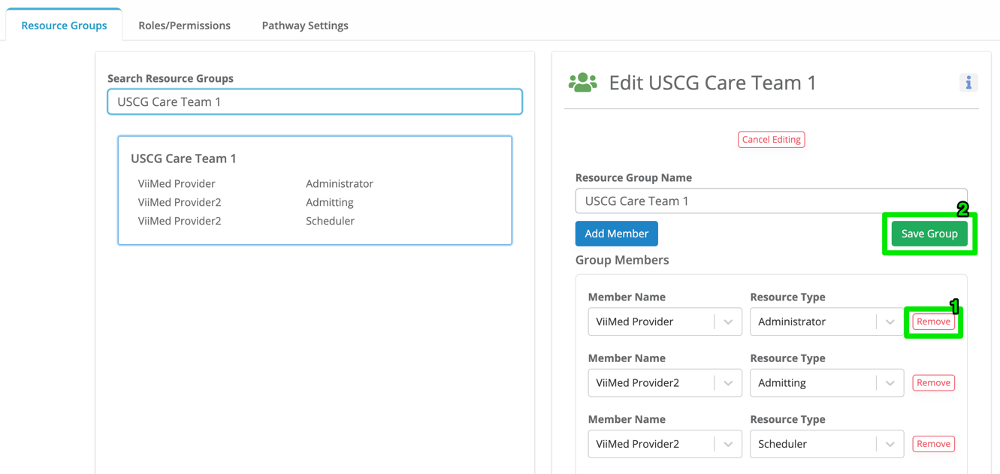 Resource Groups Roles/Permissions Pathway Settings
Search Resource Groups
USCG Care Team 1
USCG Care Team 1
ViiMed Provider Administrator
ViiMed Provider2 Admitting
ViiMed Provider2 Scheduler
Edit USCG Care Team 1 i
Cancel Editing
Resource Group Name
USCG Care Team 1
2
Add Member Save Group
Group Members
Member Name Resource Type
1
ViiMed Provider Administrator Remove
Member Name Resource Type
ViiMed Provider2 Admitting Remove
Member Name Resource Type
ViiMed Provider2 Scheduler Remove